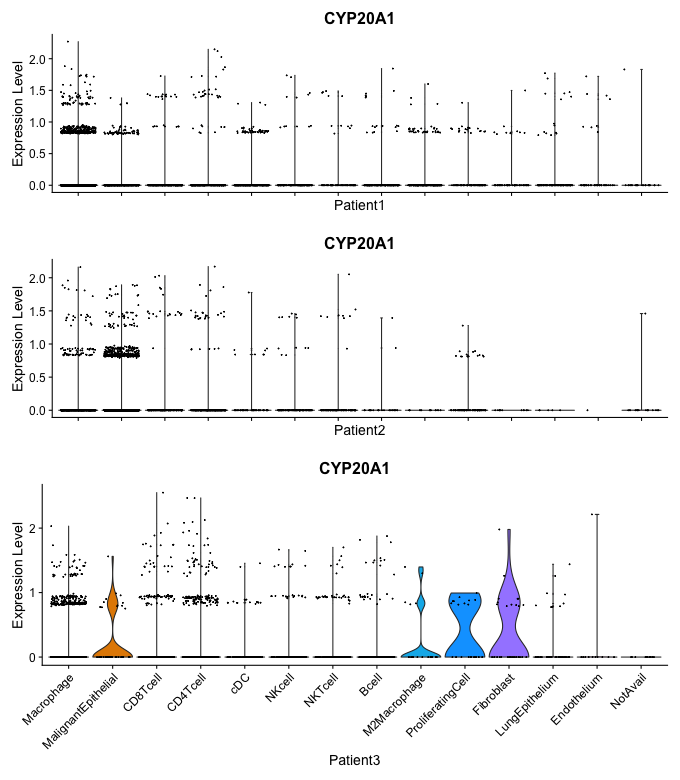 CYP20A1
Expression Level
2.0
1.5
1.0
0.5
0.0
Patient1
CYP20A1
Expression Level
2.0
1.5
1.0
0.5
0.0
Patient2
CYP20A1
Expression Level
2
1
0
Macrophage
MalignantEpithelial
CD8Tcell
CD4Tcell
cDC
NKcell
NKTcell
Bcell
M2Macrophage
ProliferatingCell
Fibroblast
LungEpithelium
Endothelium
NotAvail
Patient3